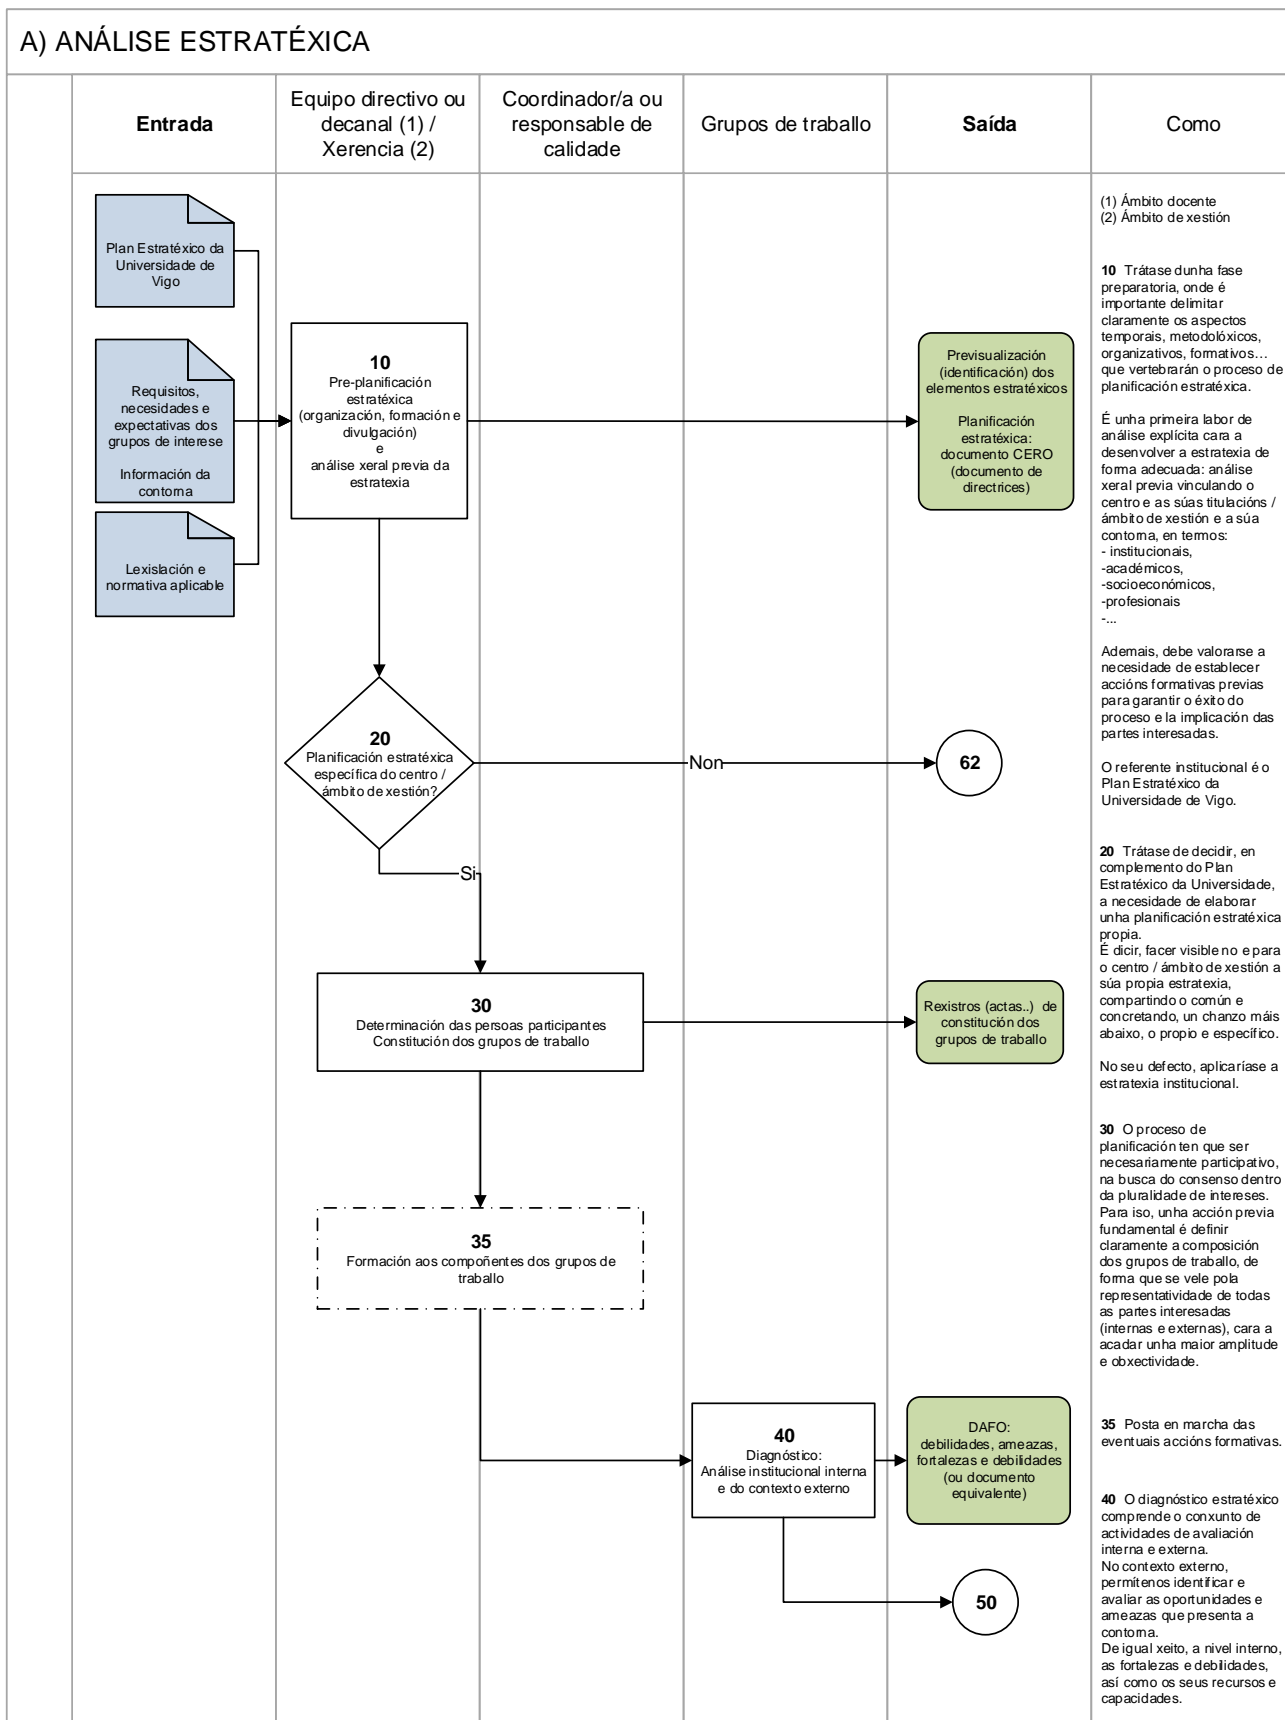 A) ANÁLISE ESTRATÉXICA
Entrada
Equipo directivo ou
decanal (1) /
Xerencia (2)
Coordinador/a ou
responsable de
calidade
Grupos de traballo
Saída
Como
Plan Estratéxico da
Universidade de
Vigo
Requisitos,
necesidades e
expectativas dos
grupos de interese
Información da
contorna
Lexislación e
normativa aplicable
10
Pre-planificación
estratéxica
(organización, formación e
divulgación)
e
análise xeral previa da
estratexia
Previsualización
(identificación) dos
elementos estratéxicos
Planificación
estratéxica:
documento CERO
(documento de
directrices)
20
Planificación estratéxica
específica do centro /
ámbito de xestión?
Non
62
Si
30
Determinación das persoas participantes
Constitución dos grupos de traballo
Rexistros (actas..) de
constitución dos
grupos de traballo
35
Formación aos compoñentes dos grupos de
traballo
40
Diagnóstico:
Análise institucional interna
e do contexto externo
DAFO:
debilidades, ameazas,
fortalezas e debilidades
(ou documento
equivalente)
50
(1) Ámbito docente
(2) Ámbito de xestión
10 Trátase dunha fase
preparatoria, onde é
importante delimitar
claramente os aspectos
temporais, metodolóxicos,
organizativos, formativos…
que vertebrarán o proceso de
planificación estratéxica.
É unha primeira labor de
análise explícita cara a
desenvolver a estratexia de
forma adecuada: análise
xeral previa vinculando o
centro e as súas titulacións /
ámbito de xestión e a súa
contorna, en termos:
- institucionais,
-académicos,
-socioeconómicos,
-profesionais
-...
Ademais, debe valorarse a
necesidade de establecer
accións formativas previas
para garantir o éxito do
proceso e la implicación das
partes interesadas.
O referente institucional é o
Plan Estratéxico da
Universidade de Vigo.
20 Trátase de decidir, en
complemento do Plan
Estratéxico da Universidade,
a necesidade de elaborar
unha planificación estratéxica
propia.
É dicir, facer visible no e para
o centro / ámbito de xestión a
súa propia estratexia,
compartindo o común e
concretando, un chanzo máis
abaixo, o propio e específico.
No seu defecto, aplicaríase a
estratexia institucional.
30 O proceso de
planificación ten que ser
necesariamente participativo,
na busca do consenso dentro
da pluralidade de intereses.
Para iso, unha acción previa
fundamental é definir
claramente a composición
dos grupos de traballo, de
forma que se vele pola
representatividade de todas
as partes interesadas
(internas e externas), cara a
acadar unha maior amplitude
e obxectividade.
35 Posta en marcha das
eventuais accións formativas.
40 O diagnóstico estratéxico
comprende o conxunto de
actividades de avaliación
interna e externa.
No contexto externo,
permítenos identificar e
avaliar as oportunidades e
ameazas que presenta a
contorna.
De igual xeito, a nivel interno,
as fortalezas e debilidades,
así como os seus recursos e
capacidades.